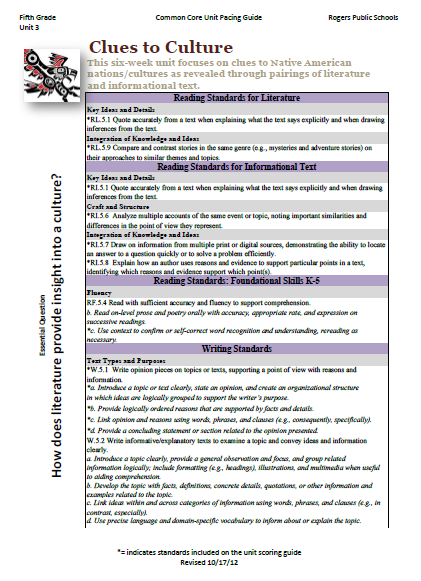 Fifth Grade
Common Core Unit Pacing Guide
Rogers Public Schools
Unit 3
Clues to Culture
This six-week unit focuses on clues to Native American
nations/cultures as revealed through pairings of literature
and informational text.
Essential Question
How does literature provide insight into a culture?
Reading Standards for Literature
Key Ideas and Details
*RL.5.1 Quote accurately from a text when explaining what the text says explicitly and when drawing
inferences from the text.
Integration of Knowledge and Ideas
*RL.5.9 Compare and contrast stories in the same genre (e.g., mysteries and adventure stories) on
their approaches to similar themes and topics.
Reading Standards for Informational Text
Key Ideas and Details
*RI.5.1 Quote accurately from a text when explaining what the text says explicitly and when drawing
inferences from the text.
Craft and Structure
*RI.5.6 Analyze multiple accounts of the same event or topic, noting important similarities and
differences in the point of view they represent.
Integration of Knowledge and Ideas
*RI.5.7 Draw on information from multiple print or digital sources, demonstrating the ability to locate
an answer to a question quickly or to solve a problem efficiently.
*RI.5.8 Explain how an author uses reasons and evidence to support particular points in a text,
identifying which reasons and evidence support which point(s).
Reading Standards: Foundational Skills K-5
Fluency
RF.5.4 Read with sufficient accuracy and fluency to support comprehension.
b. Read on-level prose and poetry orally with accuracy, appropriate rate, and expression on
successive readings.
*c. Use context to confirm or self-correct word recognition and understanding, rereading as
necessary.
Writing Standards
Text Types and Purposes
*W.5.1 Write opinion pieces on topics or texts, supporting a point of view with reasons and
information.
*a. Introduce a topic or text clearly, state an opinion, and create an organizational structure
in which ideas are logically grouped to support the writer's purpose.
*b. Provide logically ordered reasons that are supported by facts and details.
*c. Link opinion and reasons using words, phrases, and clauses (e.g., consequently, specifically).
*d. Provide a concluding statement or section related to the opinion presented.
W.5.2 Write informative/explanatory texts to examine a topic and convey ideas and information
clearly.
a. Introduce a topic clearly, provide a general observation and focus, and group related
information logically; include formatting (e.g., headings), illustrations, and multimedia when useful
to aiding comprehension.
b. Develop the topic with facts, definitions, concrete details, quotations, or other information and
examples related to the topic.
c. Link ideas within and across categories of information using words, phrases, and clauses (e.g., in
contrast, especially).
d. Use precise language and domain-specific vocabulary to inform about or explain the topic.
*= indicates standards included on the unit scoring guide
Revised 10/17/12